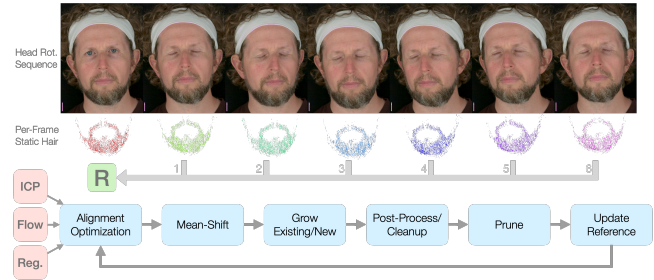 Head Rot.
Sequence
Per-Frame
Static Hair
R
1 2 3 4 5 6
ICP
Flow
Reg.
Alignment
Optimization
Mean-Shift
Grow
Existing/New
Post-Process/
Cleanup
Prune
Update
Reference